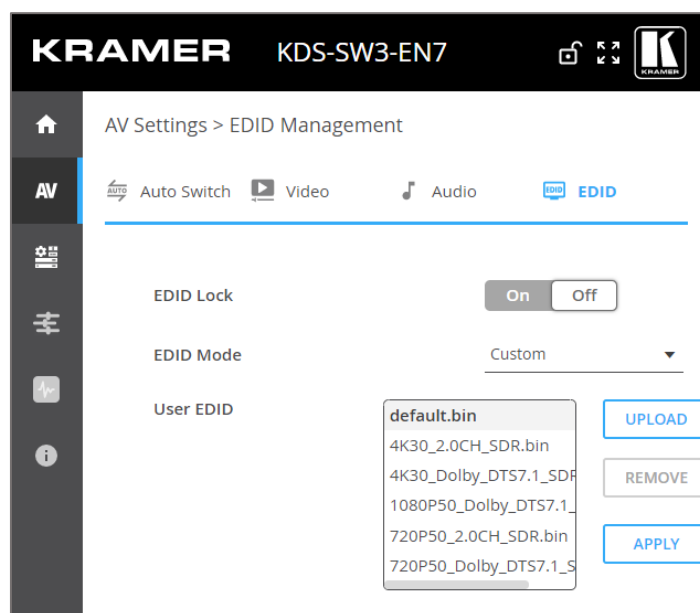 KRAMER KDS-SW3-EN7
KRAMER
AV Settings > EDID Management
AV
AUTO Auto Switch Video Audio EDID EDID
EDID Lock On Off
EDID Mode Custom
User EDID
default.bin
UPLOAD
4K30_2.0CH_SDR.bin
4K30_Dolby_DTS7.1_SDF
REMOVE
1080P50_Dolby_DTS7.1_
720P50_2.0CH_SDR.bin
APPLY
720P50_Dolby_DTS7.1_S